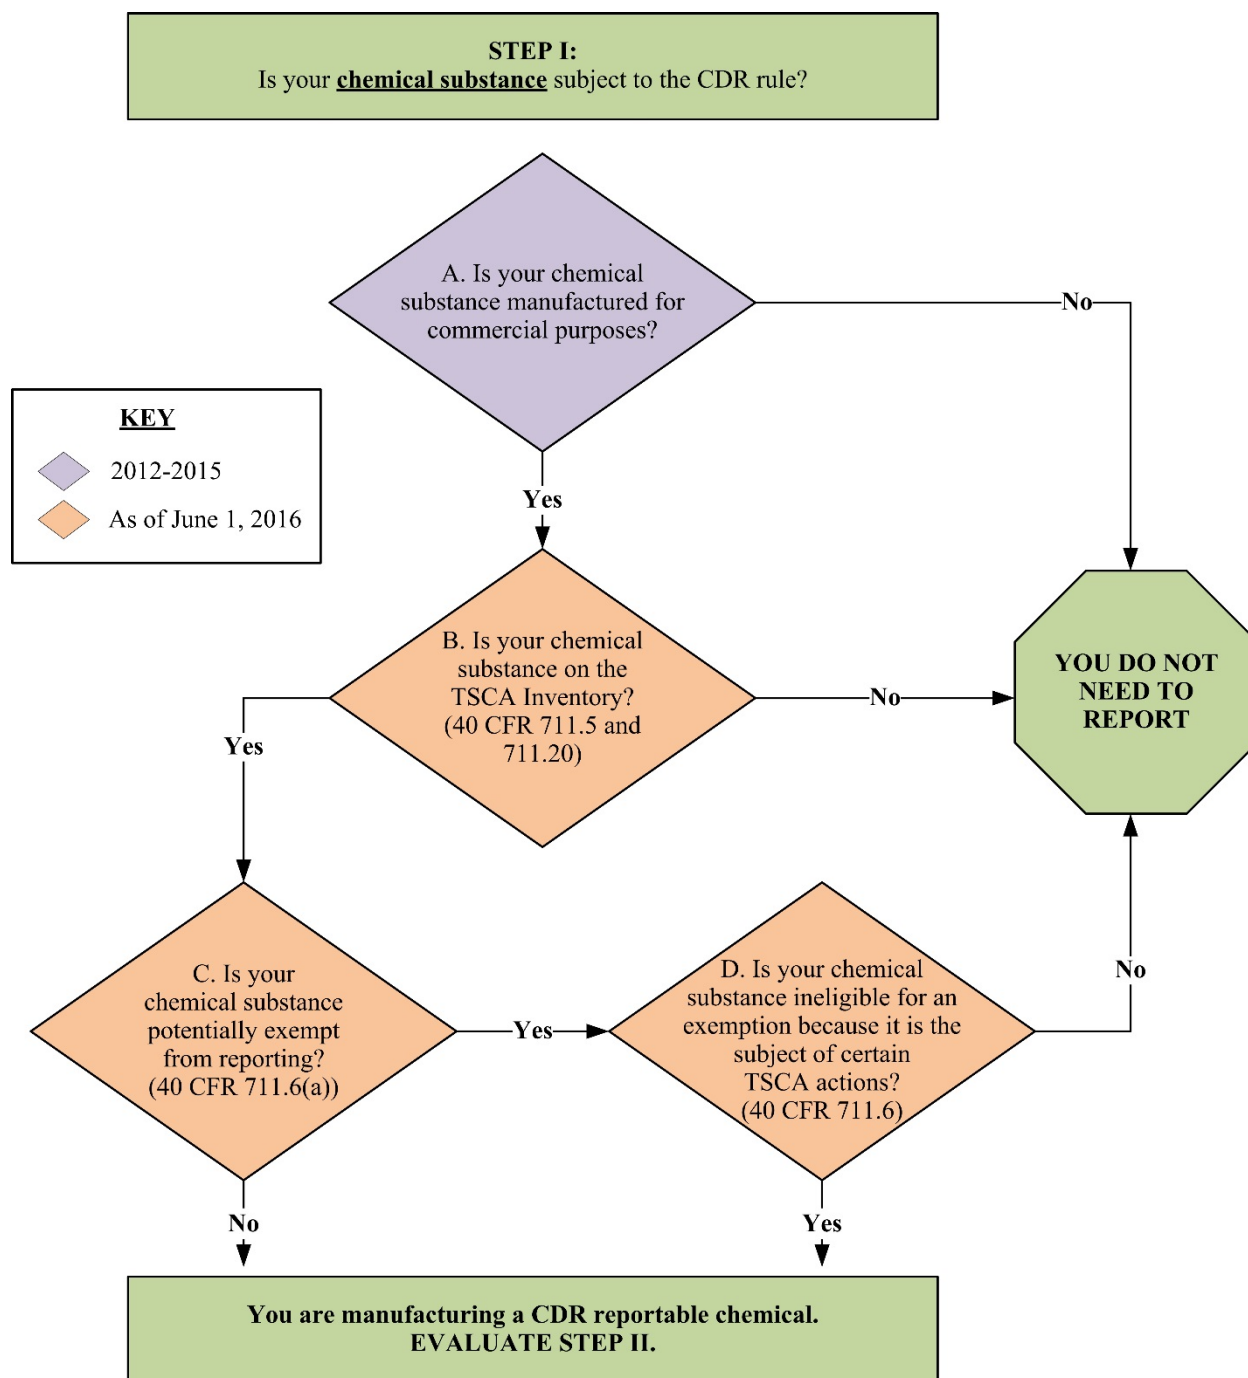 STEP I:
Is your chemical substance subject to the CDR rule?
A. Is your chemical
substance manufactured for
commercial purposes?
No
KEY
2012-2015
As of June 1, 2016
Yes
B. Is your chemical
substance on the
TSCA Inventory?
(40 CFR 711.5 and
711.20)
No
YOU DO NOT
NEED TO
REPORT
Yes
C. Is your
chemical substance
potentially exempt
from reporting?
(40 CFR 711.6(a))
Yes
D. Is your chemical
substance ineligible for an
exemption because it is the
subject of certain
TSCA actions?
(40 CFR 711.6)
No
No
Yes
You are manufacturing a CDR reportable chemical.
EVALUATE STEP II.